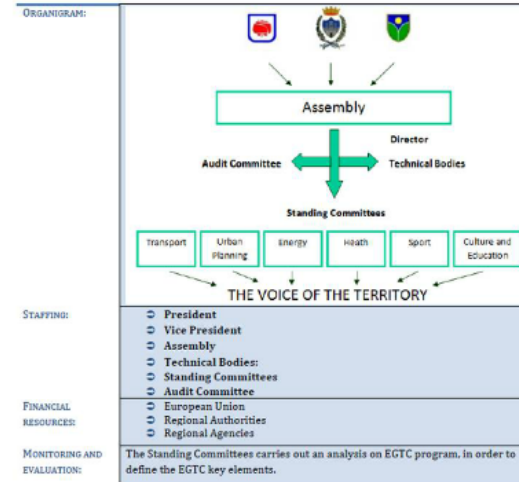 ORGANIGRAM:
Assembly
Director
Audit Committee
Technical Bodies
Standing Committees
Transport
Urban
Planning
Energy
Heath
Sport
Culture and
Education
THE VOICE OF THE TERRITORY
STAFFING:
President
Vice President
Assembly
Technical Bodies:
Standing Committees
Audit Committee
FINANCIAL
RESOURCES:
European Union
Regional Authorities
Regional Agencies
MONITORING AND
EVALUATION:
The Standing Committees carries out an analysis on EGTC program, in order to
define the EGTC key elements.